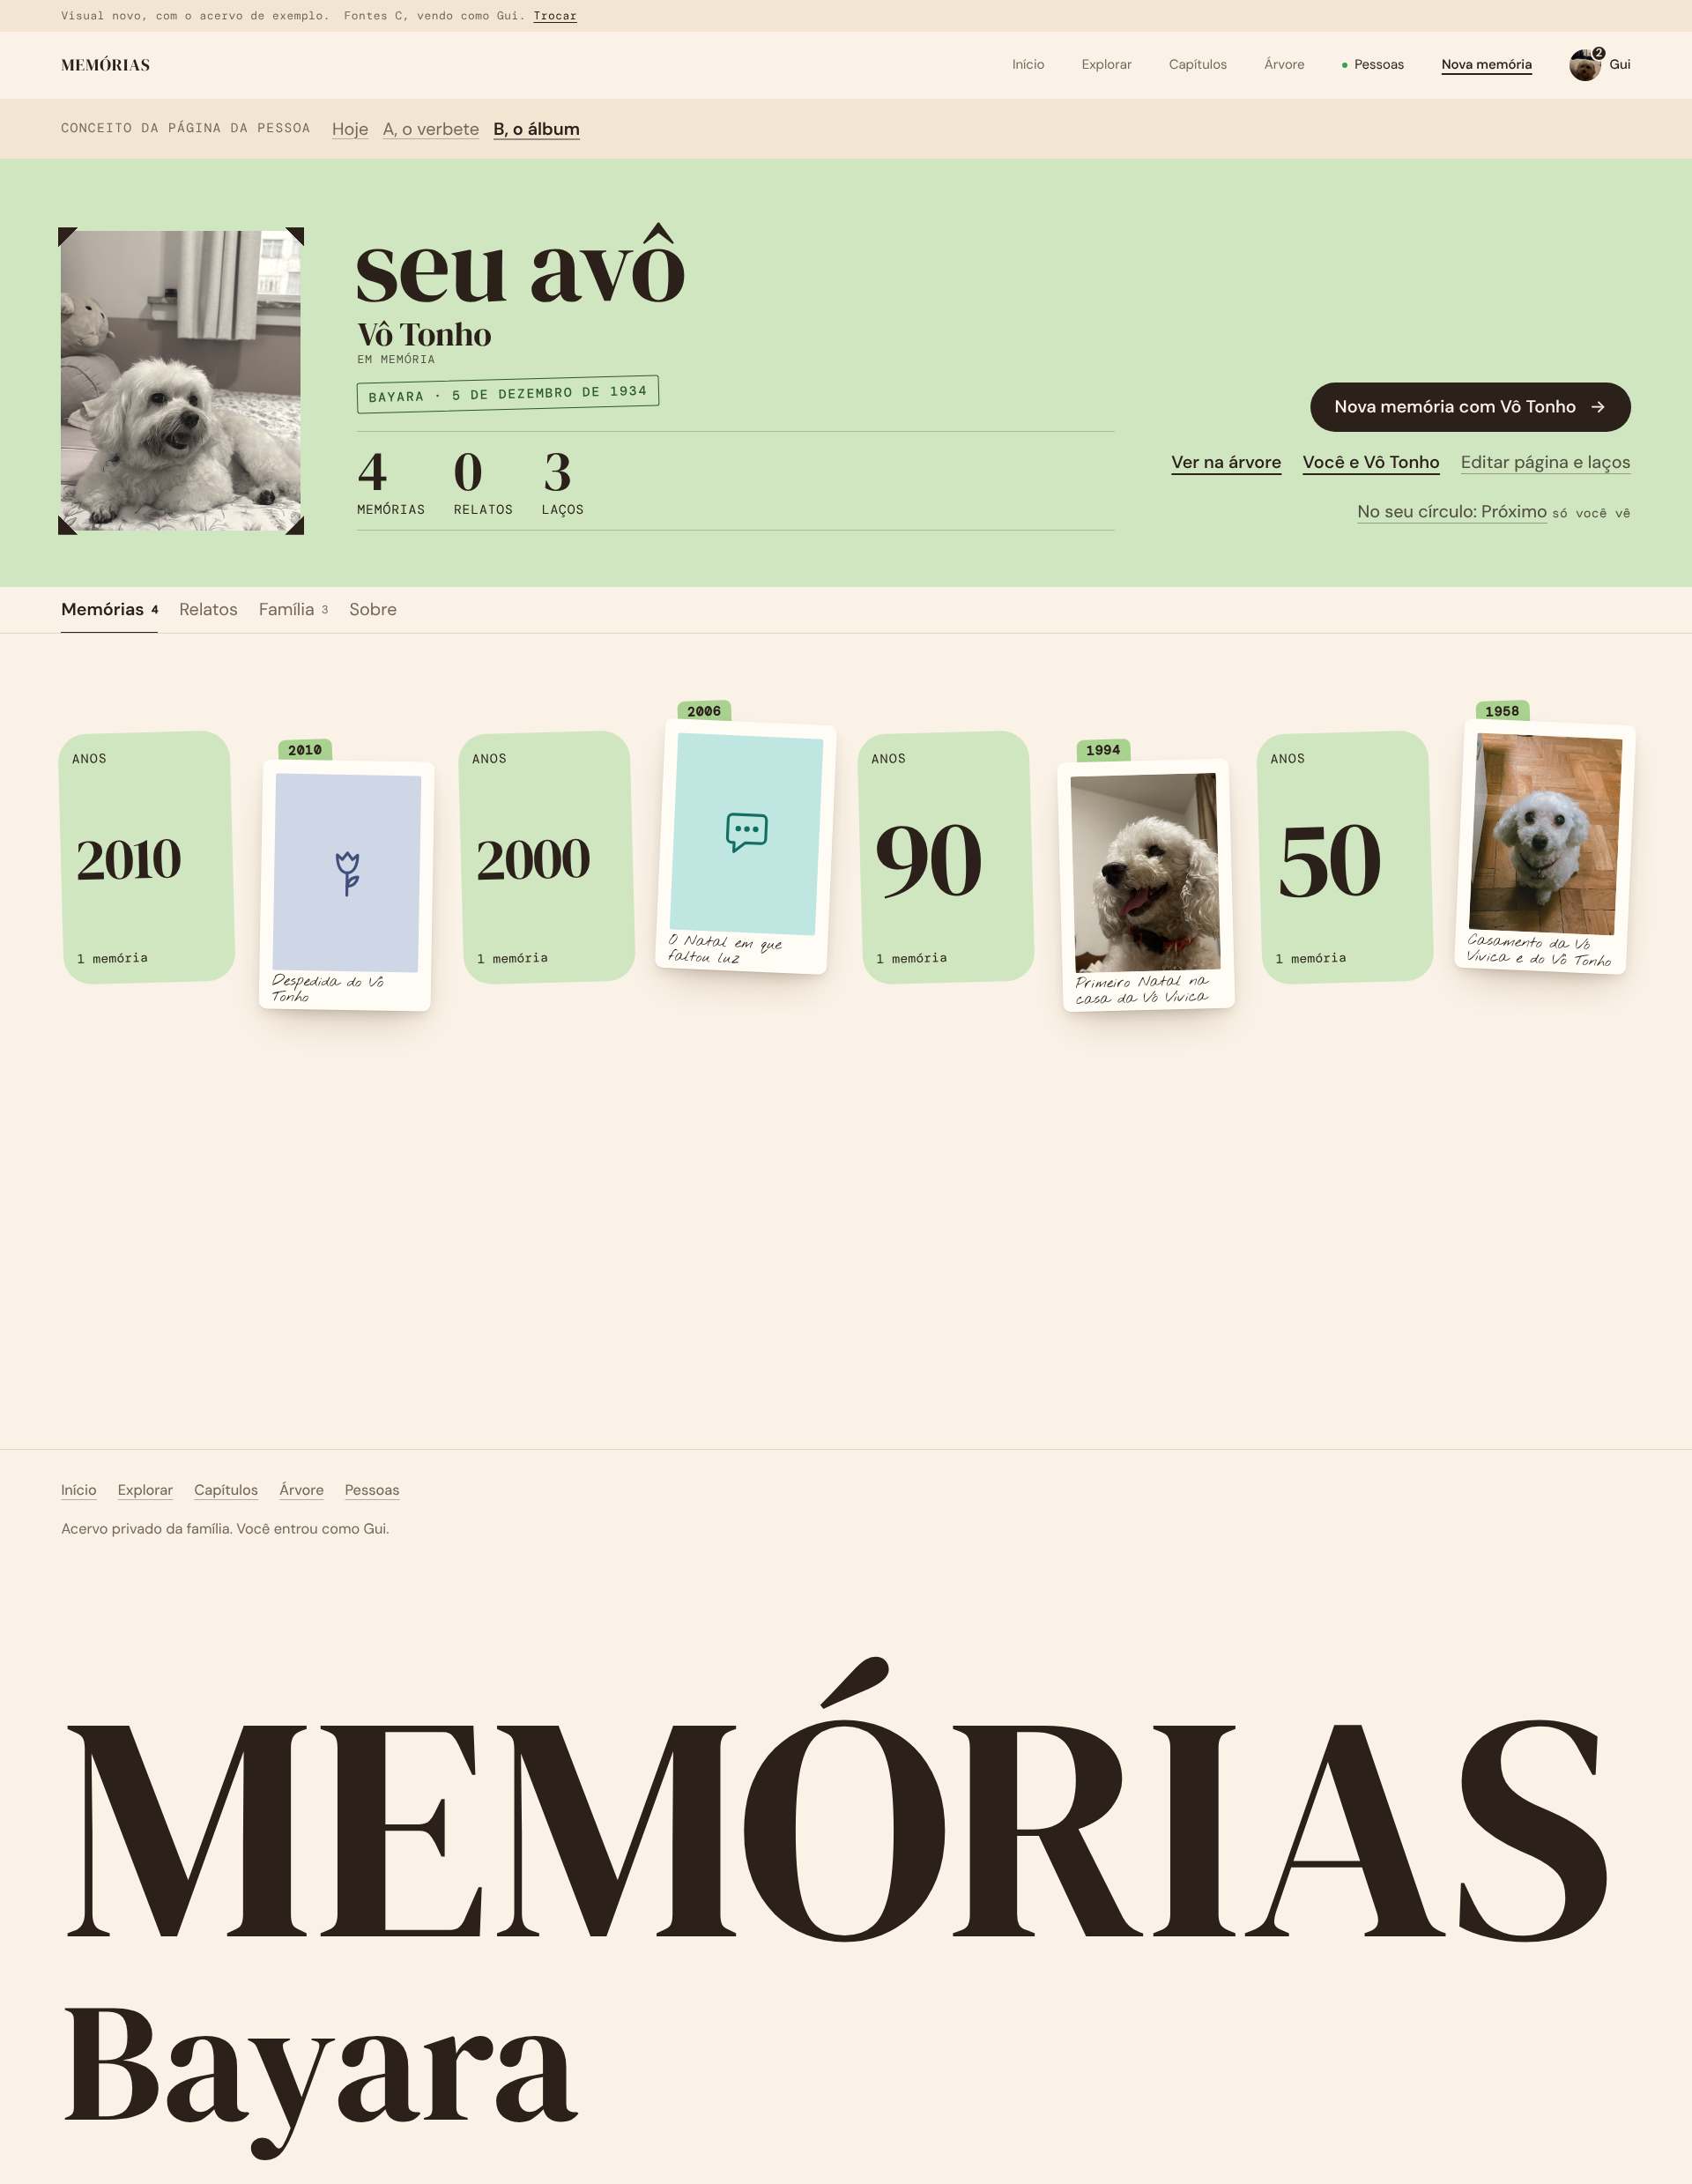 Visual novo, com o acervo de exemplo. Fontes C, vendo como Gui. Trocar
MEMÓRIAS
Início Explorar Capítulos Árvore Pessoas Nova memória 2 Gui
CONCEITO DA PÁGINA DA PESSOA Hoje A, o verbete B, o álbum
seu avô
Vô Tonho
EM MEMÓRIA
BAYARA · 5 DE DEZEMBRO DE 1934
4 0 3
MEMÓRIAS RELATOS LAÇOS
Nova memória com Vô Tonho →
Ver na árvore Você e Vô Tonho Editar página e laços
No seu círculo: Próximo só você vê
Memórias 4 Relatos Família 3 Sobre
ANOS
2010
1 memória
2010
Despedida do Vô
Tonho
ANOS
2000
1 memória
2006
O Natal em que
faltou luz
ANOS
90
1 memória
1994
Primeiro Natal na
casa da Vó Vivica
ANOS
50
1 memória
1958
Casamento da Vó
Vivica e do Vô Tonho
Início Explorar Capítulos Árvore Pessoas
Acervo privado da família. Você entrou como Gui.
MEMÓRIAS
Bayara